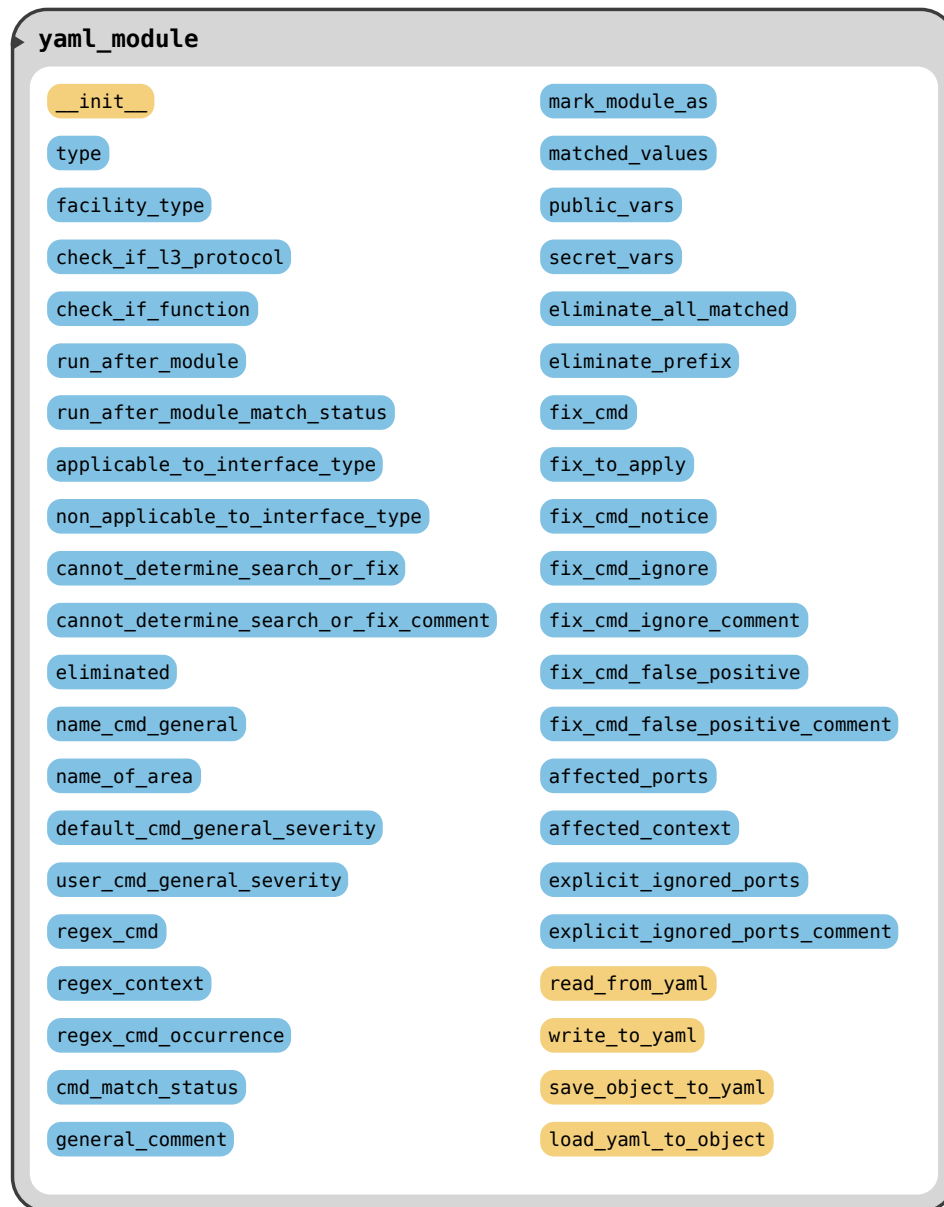 yaml_module
__init__
type
facility_type
check_if_l3_protocol
check_if_function
run_after_module
run_after_module_match_status
applicable_to_interface_type
non_applicable_to_interface_type
cannot_determine_search_or_fix
cannot_determine_search_or_fix_comment
eliminated
name_cmd_general
name_of_area
default_cmd_general_severity
user_cmd_general_severity
regex_cmd
regex_context
regex_cmd_occurrence
cmd_match_status
general_comment
mark_module_as
matched_values
public_vars
secret_vars
eliminate_all_matched
eliminate_prefix
fix_cmd
fix_to_apply
fix_cmd_notice
fix_cmd_ignore
fix_cmd_ignore_comment
fix_cmd_false_positive
fix_cmd_false_positive_comment
affected_ports
affected_context
explicit_ignored_ports
explicit_ignored_ports_comment
read_from_yaml
write_to_yaml
save_object_to_yaml
load_yaml_to_object